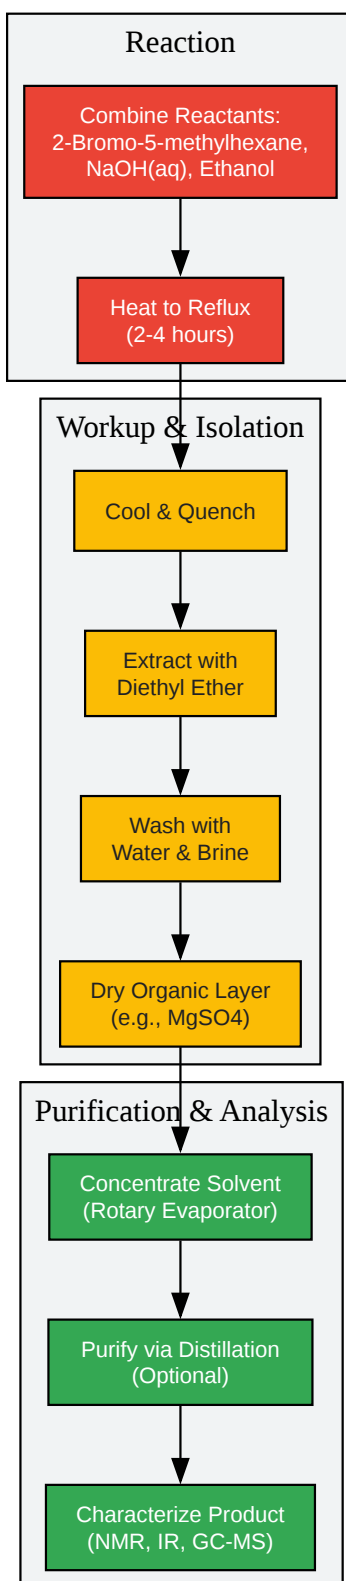 Reaction
Combine Reactants:
2-Bromo-5-methylhexane,
NaOH(aq), Ethanol
Heat to Reflux
(2-4 hours)
Workup & Isolation
Cool & Quench
Extract with
Diethyl Ether
Wash with
Water & Brine
Dry Organic Layer
(e.g., MgSO4)
Purification & Analysis
Concentrate Solvent
(Rotary Evaporator)
Purify via Distillation
(Optional)
Characterize Product
(NMR, IR, GC-MS)